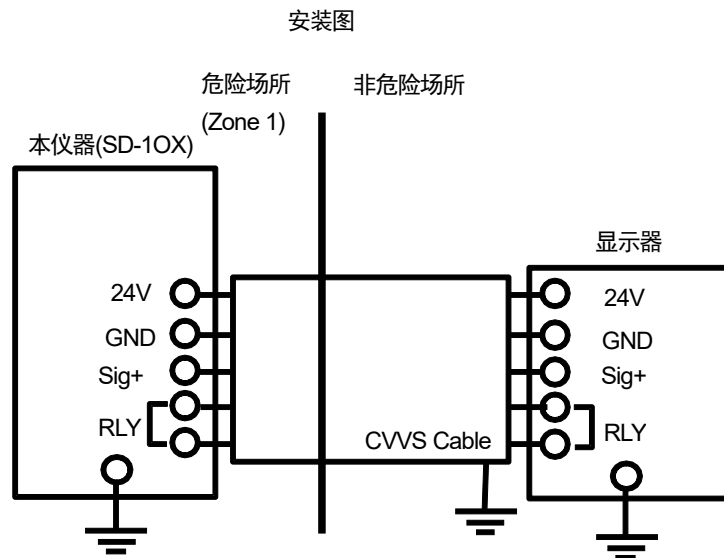 安装图
危险场所
(Zone 1)
非危险场所
本仪器(SD-1OX)
显示器
24V
GND
Sig+
RLY
CVVS Cable
24V
GND
Sig+
RLY